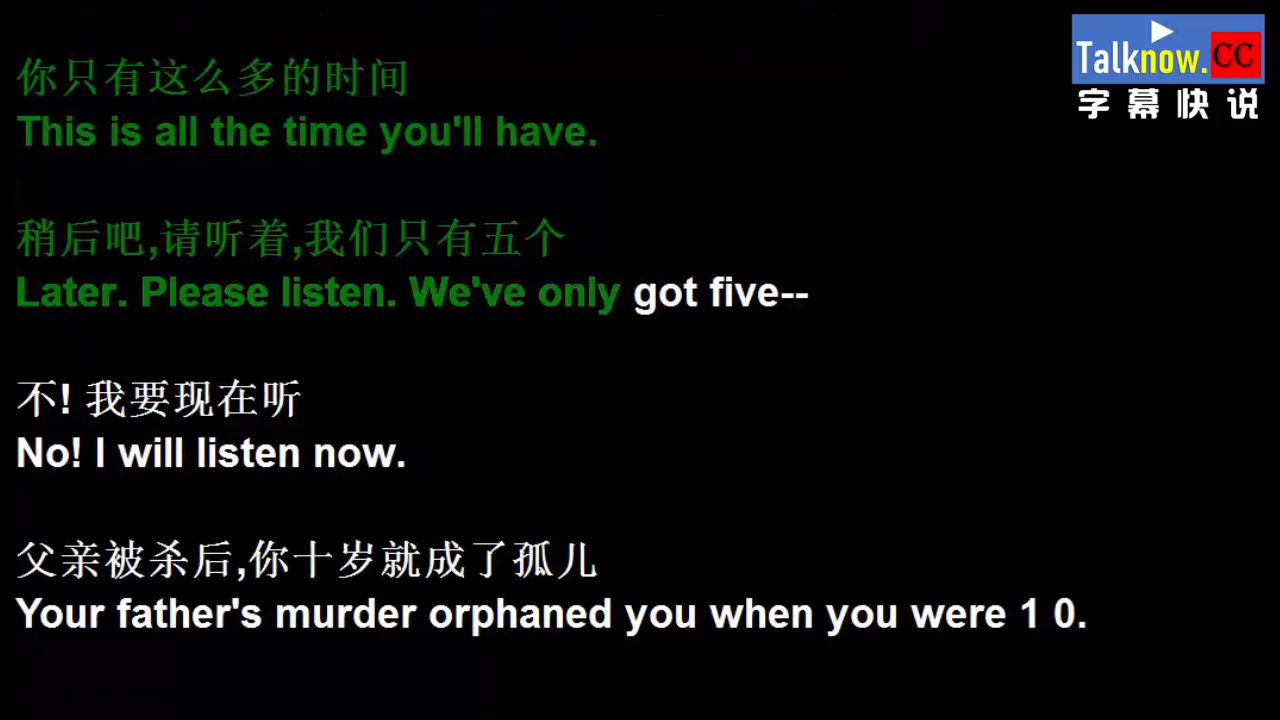 你只有这么多的时间
This is all the time you'll have.
稍后吧,请听着,我们只有五个
Later. Please listen. We've only got five--
不! 我要现在听
No! I will listen now.
父亲被杀后,你十岁就成了孤儿
Your father's murder orphaned you when you were 1 0.
Talknow.CC
字幕快说